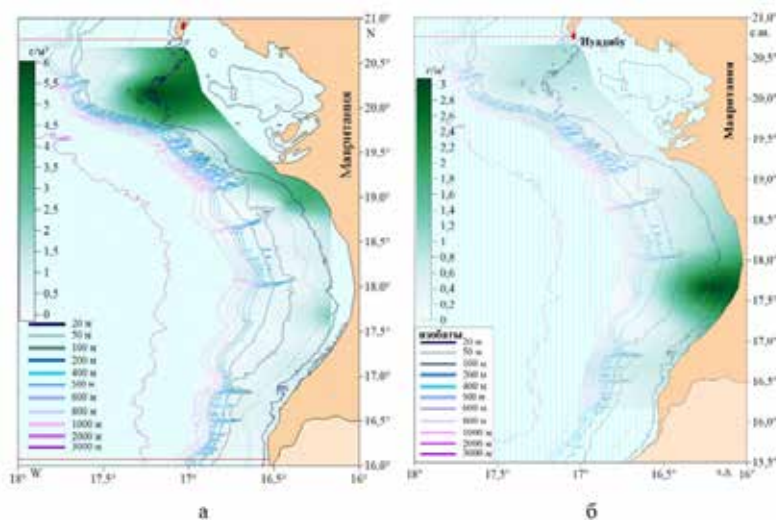 г/м³
6
5,5
5
4,5
4
3,5
3
2,5
2
1,5
1
0,5
0
20 м
50 м
100 м
200 м
400 м
500 м
600 м
800 м
1000 м
2000 м
3000 м
Мавритания
21,0°
N
20,5°
20,0°
19,5°
19,0°
18,5°
18,0°
17,5°
17,0°
16,5°
16,0°
18°
W
17,5°
17°
16,5°
16°
а
г/м³
3
2,8
2,6
2,4
2,2
2
1,8
1,6
1,4
1,2
1
0,8
0,6
0,4
0,2
0
изобаты
20 м
50 м
100 м
200 м
400 м
500 м
600 м
800 м
1000 м
2000 м
3000 м
Нуадибу
Мавритания
21,0°
с.ш.
20,5°
20,0°
19,5°
19,0°
18,5°
18,0°
17,5°
17,0°
16,5°
16,0°
15,5°
18°
17,5°
17°
16,5°
з.д.
16°
б